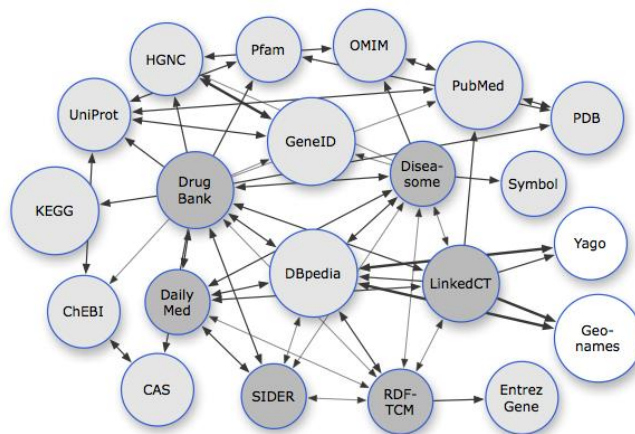 Pfam
OMIM
HGNC
PubMed
UniProt
GeneID
PDB
Drug
Bank
Disea-
some
Symbol
KEGG
Yago
DBpedia
LinkedCT
Daily
Med
ChEBI
Geo-
names
CAS
SIDER
RDF-
TCM
Entrez
Gene